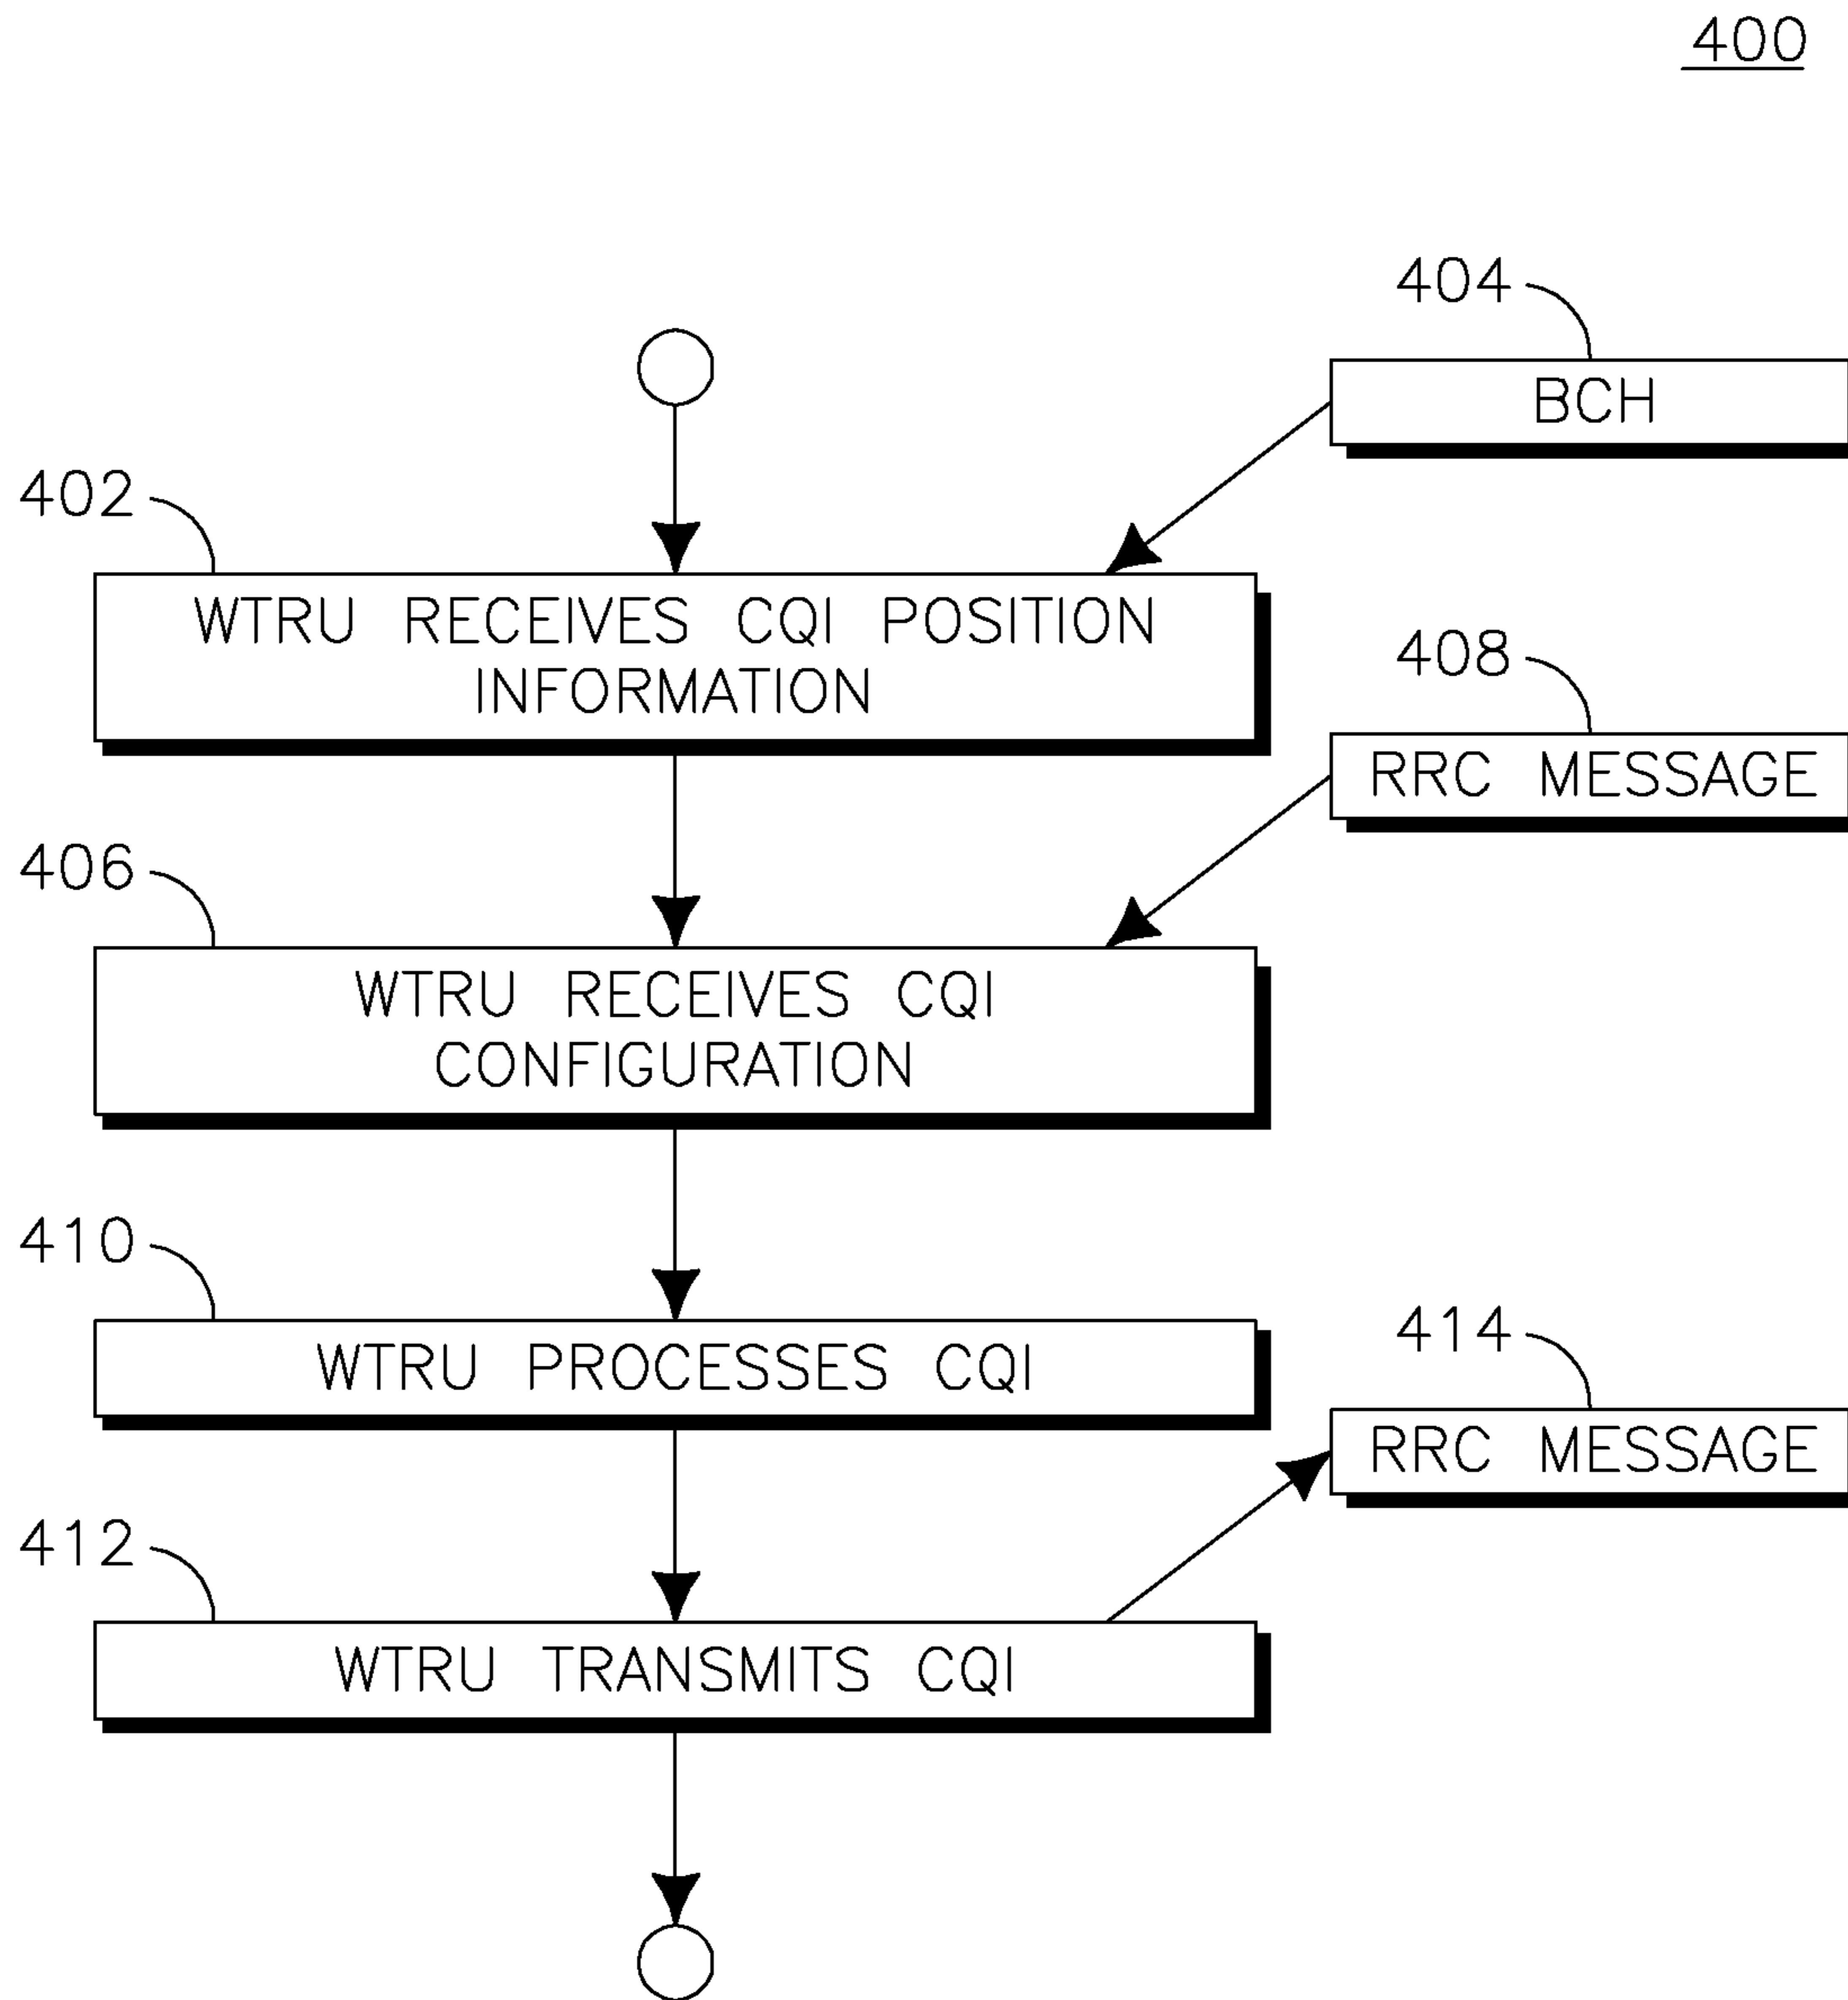 400
404
BCH
402
WTRU RECEIVES CQI POSITION
INFORMATION
408
RRC MESSAGE
406
WTRU RECEIVES CQI
CONFIGURATION
410
WTRU PROCESSES CQI
414
RRC MESSAGE
412
WTRU TRANSMITS CQI